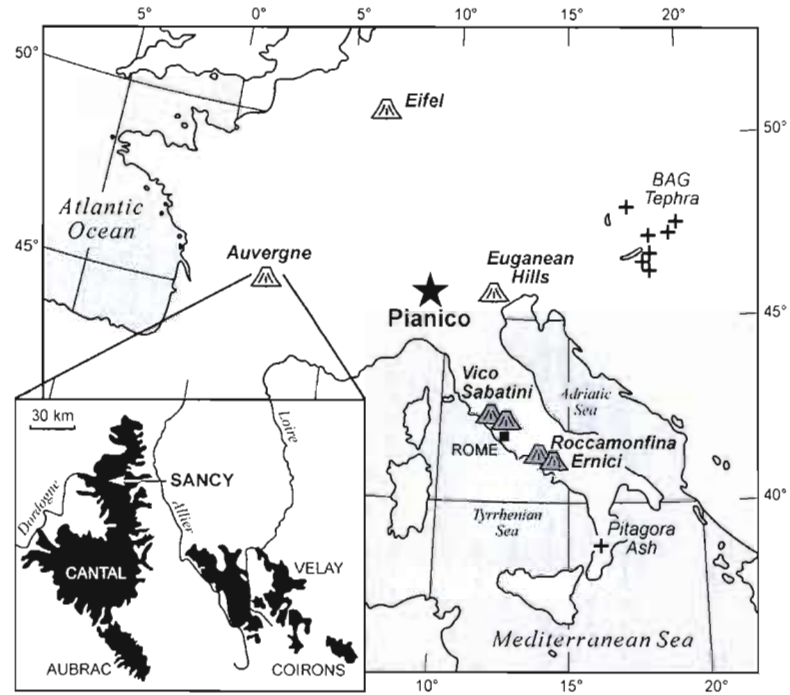 5°
0°
5°
10°
15°
20°
50°
Eifel
50°
BAG
Tephra
Atlantic
Ocean
45°
Auvergne
Euganean
Hills
45°
Pianico
Vico
Sabatini
Adriatic
Sea
30 km
Loire
ROME
Roccamonfina
Ernici
SANCY
Dordogne
Allier
40°
Tyrrhenian
Sea
Pitagora
Ash
CANTAL
VELAY
Mediterranean Sea
AUBRAC
COIRONS
10°
15°
20°